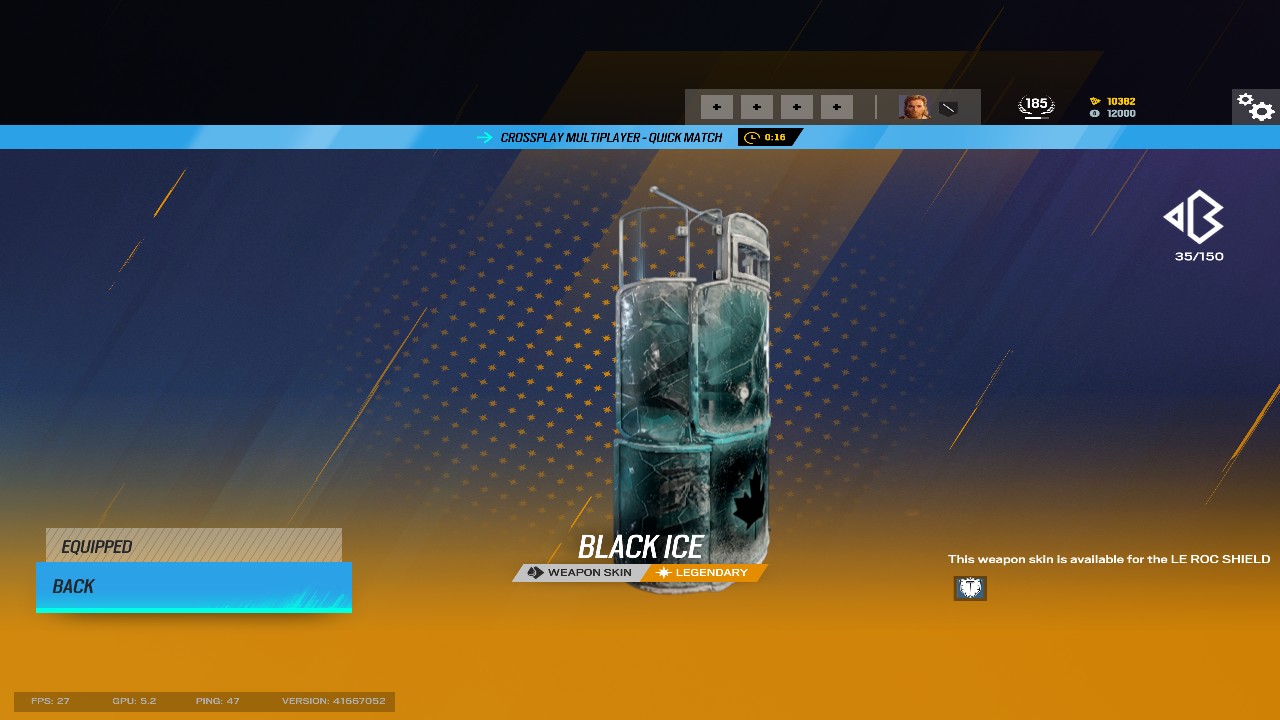 185
10382
12000
CROSSPLAY MULTIPLAYER - QUICK MATCH
0:16
35/150
EQUIPPED
BACK
BLACK ICE
WEAPON SKIN
LEGENDARY
This weapon skin is available for the LE ROC SHIELD
FPS: 27
GPU: 5.2
PING: 47
VERSION: 41667052